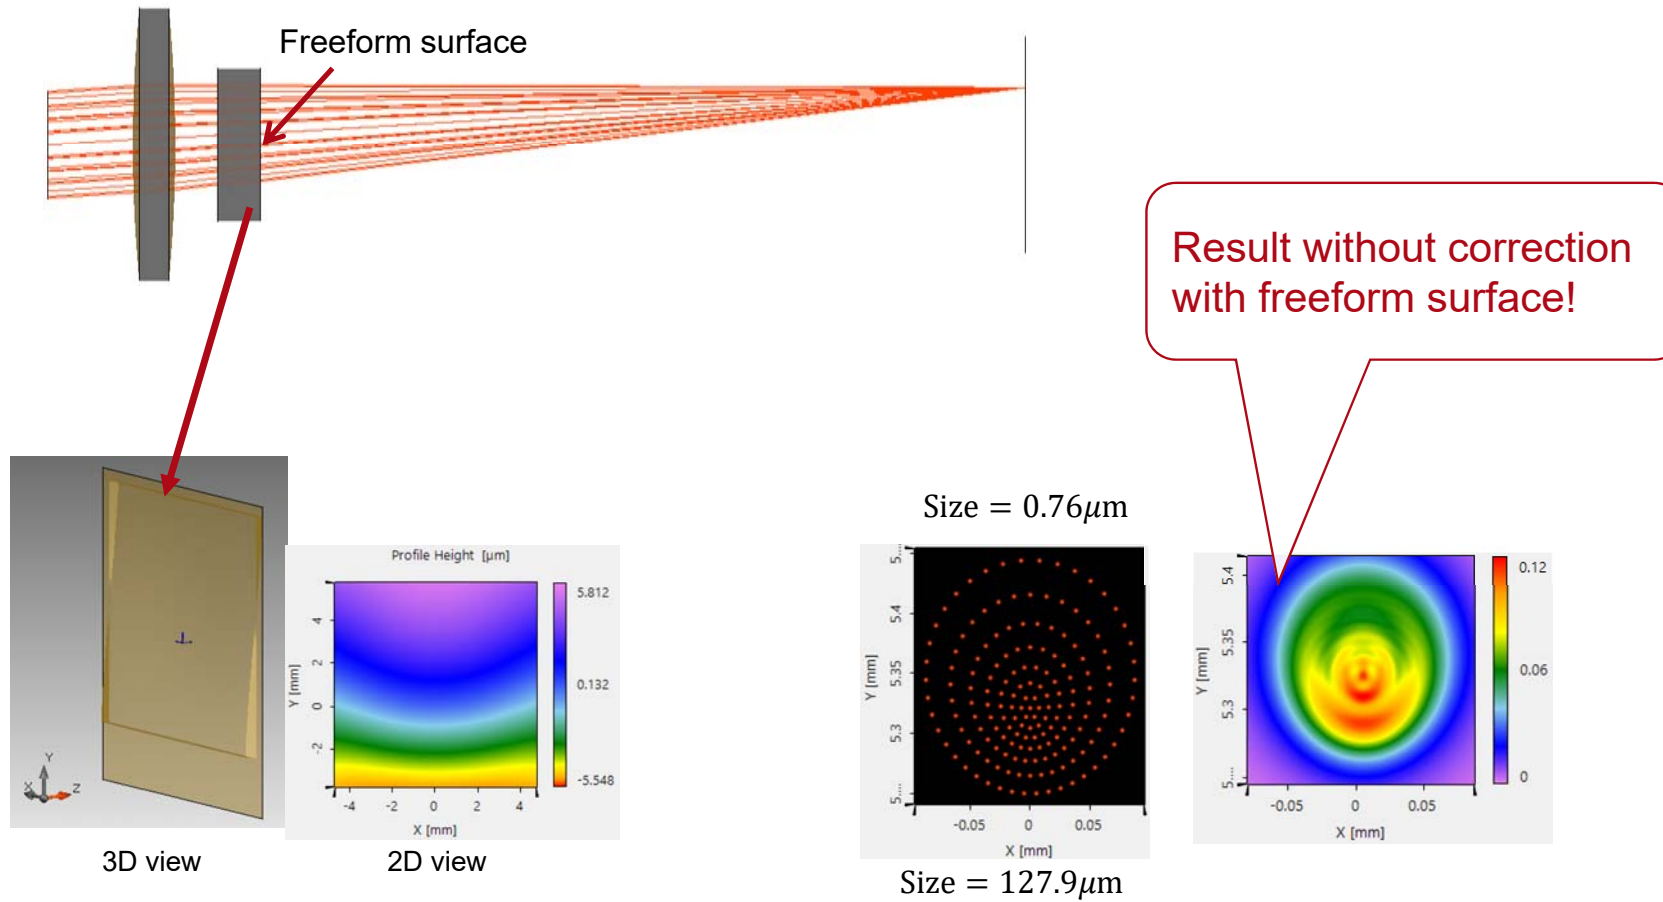 Freeform surface
Result without correction
with freeform surface!
Size = 0.76μm
Profile Height [μm]
5.812
0.132
-5.548
Y [mm]
4
2
0
-2
-4
-2
0
2
4
X [mm]
X
Y
Z
3D view
2D view
5....
5.4
5.35
5.3
5....
Y [mm]
-0.05
0
0.05
X [mm]
Size = 127.9μm
5.4
5.35
5.3
5....
Y [mm]
-0.05
0
0.05
X [mm]
0.12
0.06
0